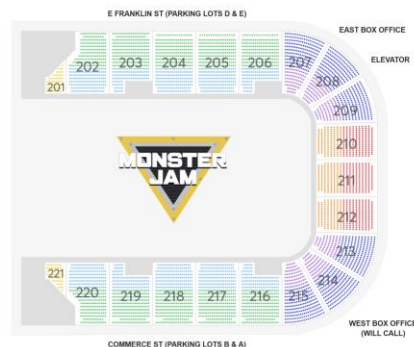 E FRANKLIN ST (PARKING LOTS D & E)
EAST BOX OFFICE
ELEVATOR
201
202
203
204
205
206
207
208
209
210
211
212
213
214
215
216
217
218
219
220
221
MONSTER
JAM
WEST BOX OFFICE
(WILL CALL)
COMMERCE ST (PARKING LOTS B & A)